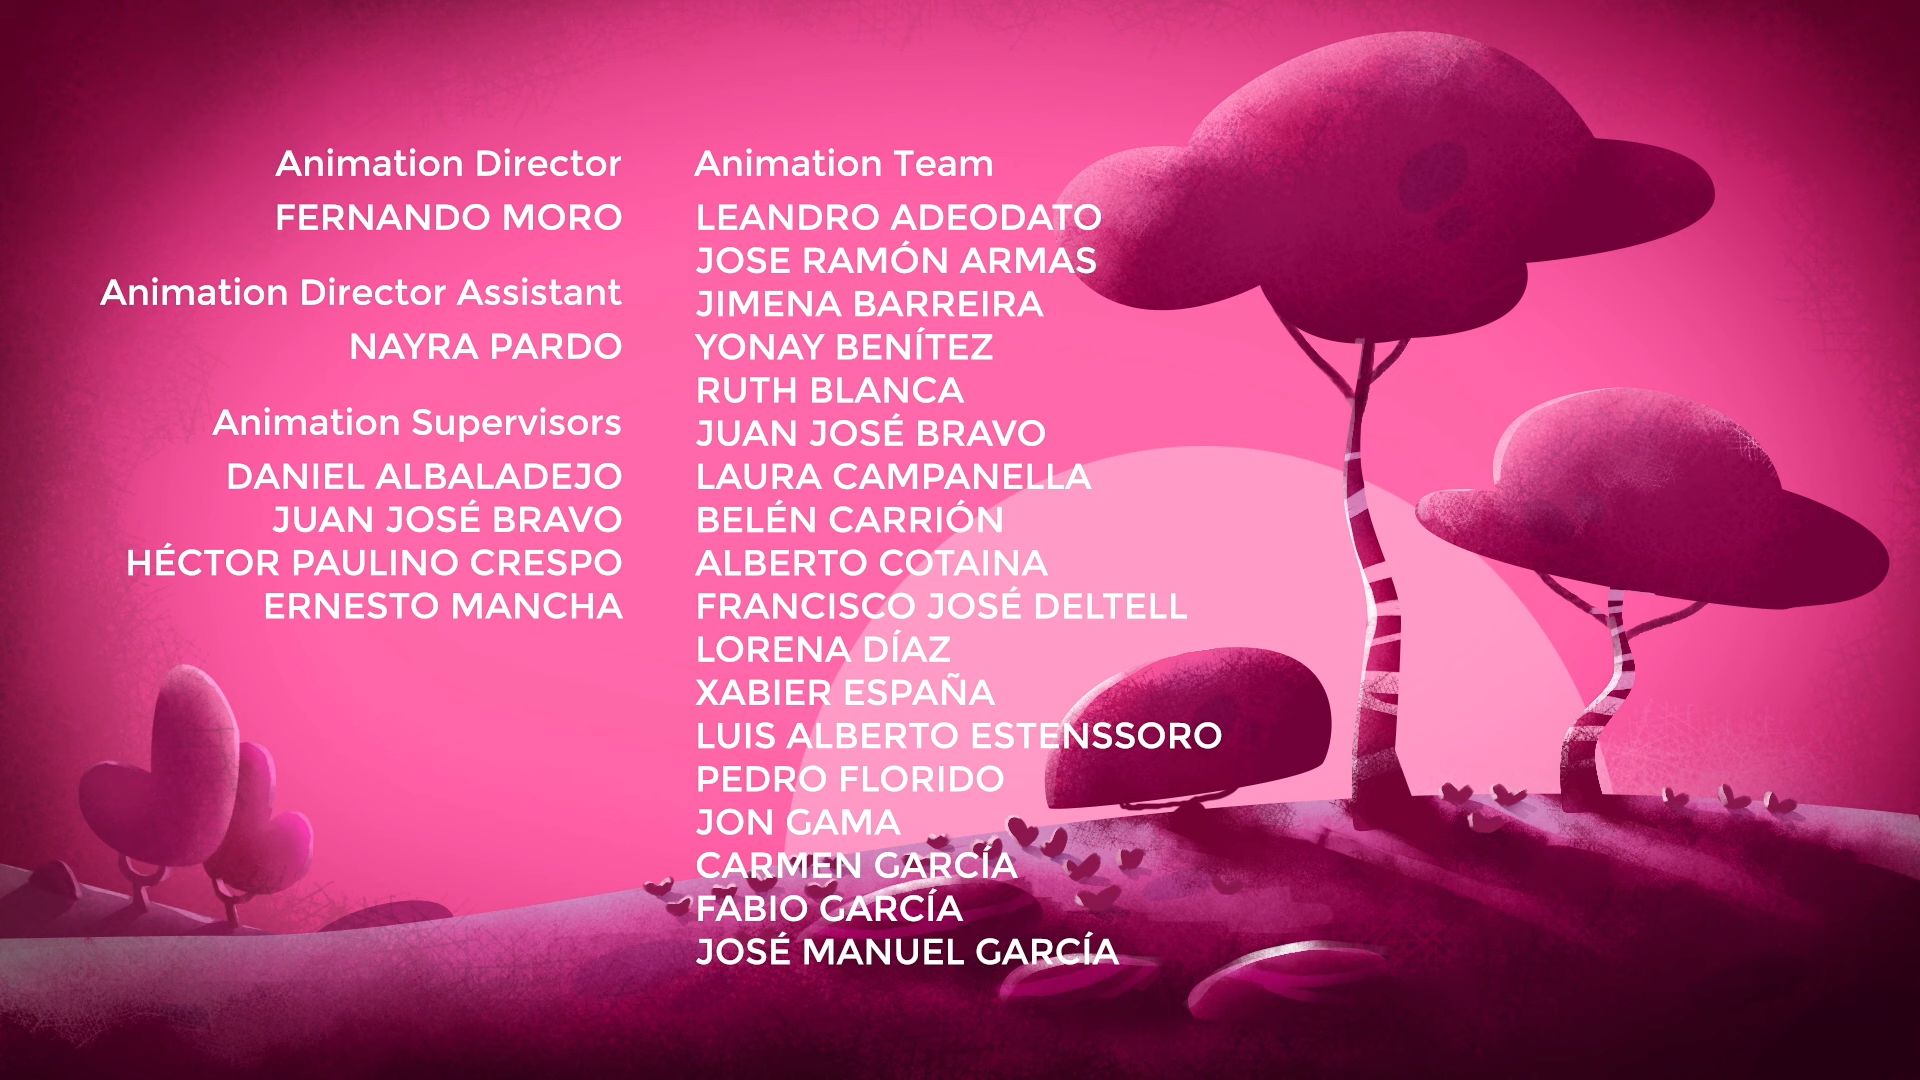 Animation Director
FERNANDO MORO
Animation Director Assistant
NAYRA PARDO
Animation Supervisors
DANIEL ALBALADEJO
JUAN JOSÉ BRAVO
HÉCTOR PAULINO CRESPO
ERNESTO MANCHA
Animation Team
LEANDRO ADEODATO
JOSE RAMÓN ARMAS
JIMENA BARREIRA
YONAY BENÍTEZ
RUTH BLANCA
JUAN JOSÉ BRAVO
LAURA CAMPANELLA
BELÉN CARRIÓN
ALBERTO COTAINA
FRANCISCO JOSÉ DELTELL
LORENA DÍAZ
XABIER ESPAÑA
LUIS ALBERTO ESTENSSORO
PEDRO FLORIDO
JON GAMA
CARMEN GARCÍA
FABIO GARCÍA
JOSÉ MANUEL GARCÍA